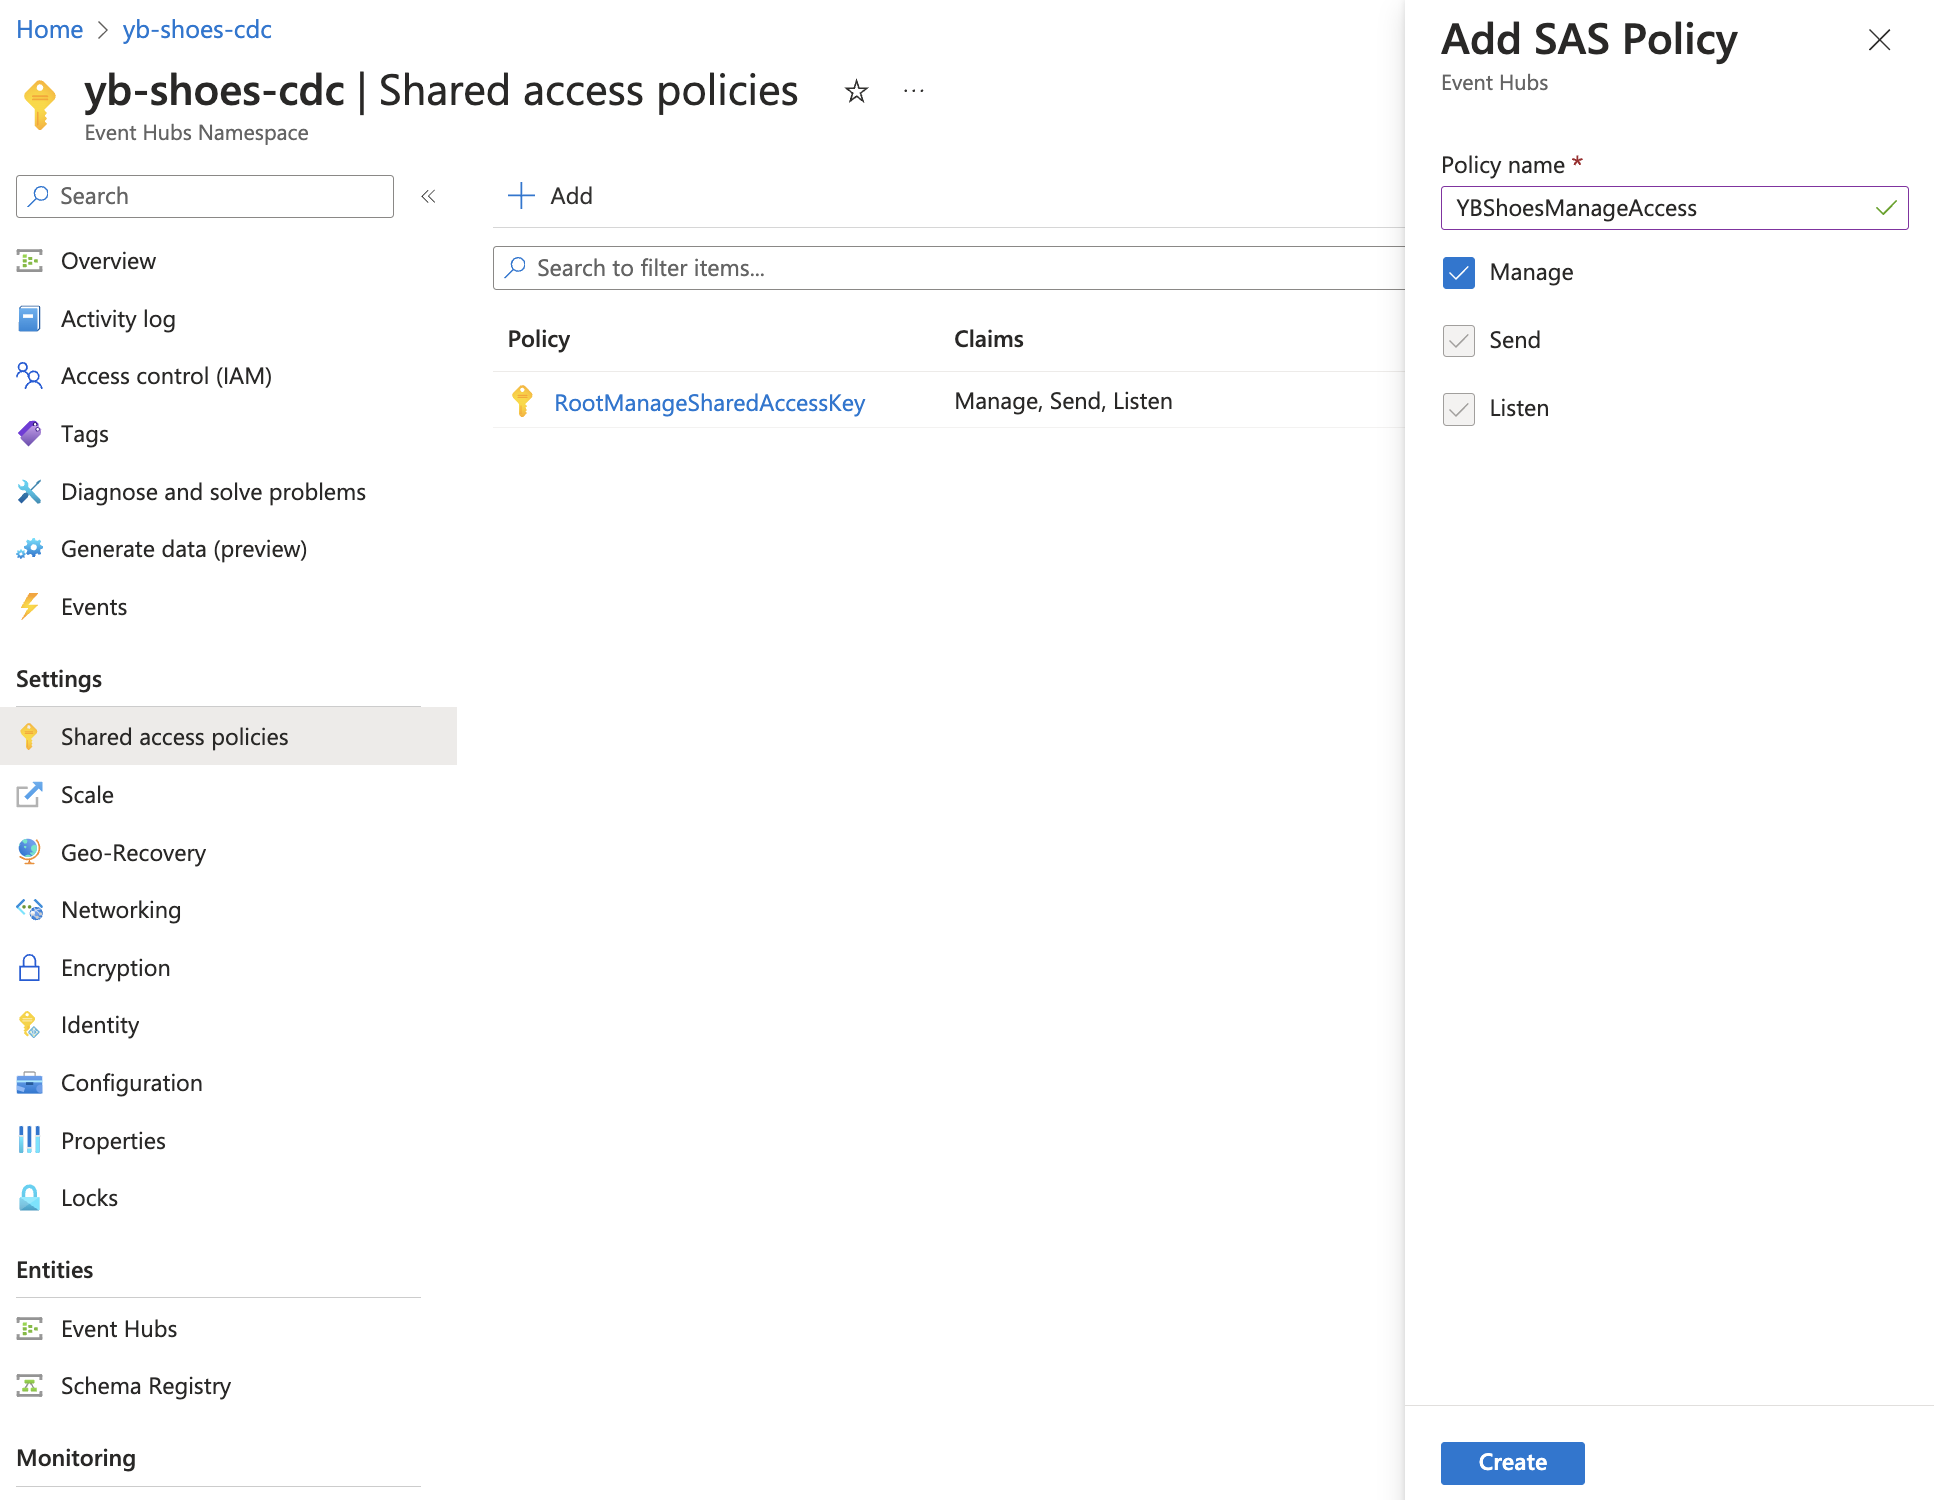 Home > yb-shoes-cdc
yb-shoes-cdc | Shared access policies ...
Event Hubs Namespace
Search
«
Overview
Activity log
Access control (IAM)
Tags
Diagnose and solve problems
Generate data (preview)
Events
Settings
Shared access policies
Scale
Geo-Recovery
Networking
Encryption
Identity
Configuration
Properties
Locks
Entities
Event Hubs
Schema Registry
Monitoring
+ Add
Search to filter items...
Policy Claims
RootManageSharedAccessKey Manage, Send, Listen
Add SAS Policy
Event Hubs
Policy name *
YBShoesManageAccess
Manage
Send
Listen
Create